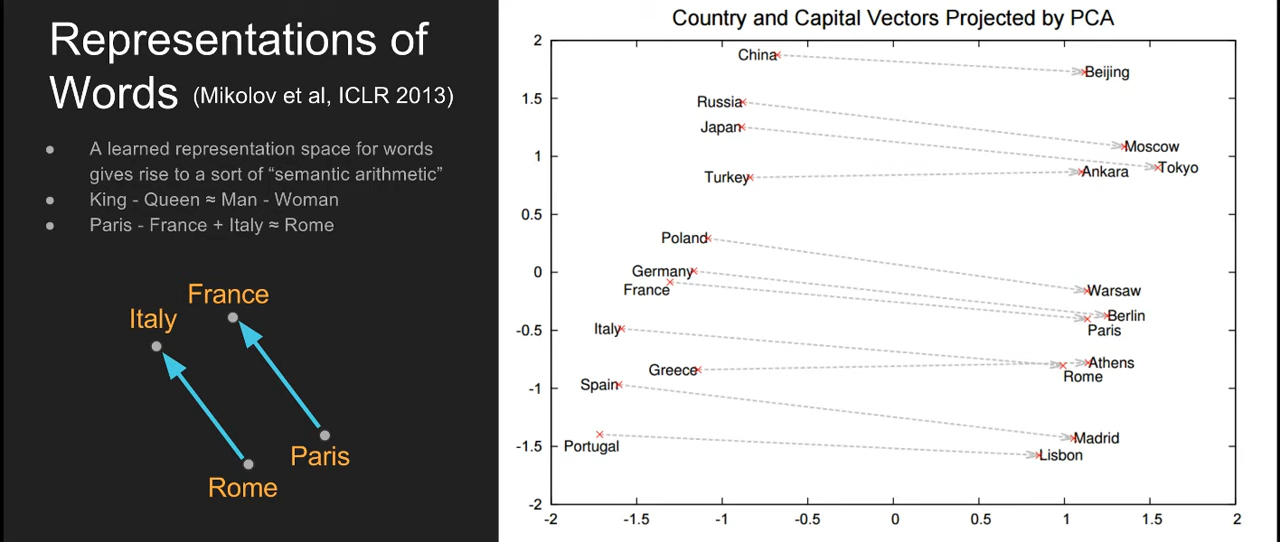 Representations of
Words (Mikolov et al, ICLR 2013)
● A learned representation space for words
gives rise to a sort of “semantic arithmetic”
● King - Queen ≈ Man - Woman
● Paris - France + Italy ≈ Rome
France
Italy
Paris
Rome
Country and Capital Vectors Projected by PCA
2
1.5
1
0.5
0
-0.5
-1
-1.5
-2
China
Beijing
Russia
Japan
Moscow
Tokyo
Turkey
Ankara
Poland
Germany
France
Warsaw
Berlin
Paris
Italy
Athens
Greece
Rome
Spain
Madrid
Portugal
Lisbon
-2 -1.5 -1 -0.5 0 0.5 1 1.5 2